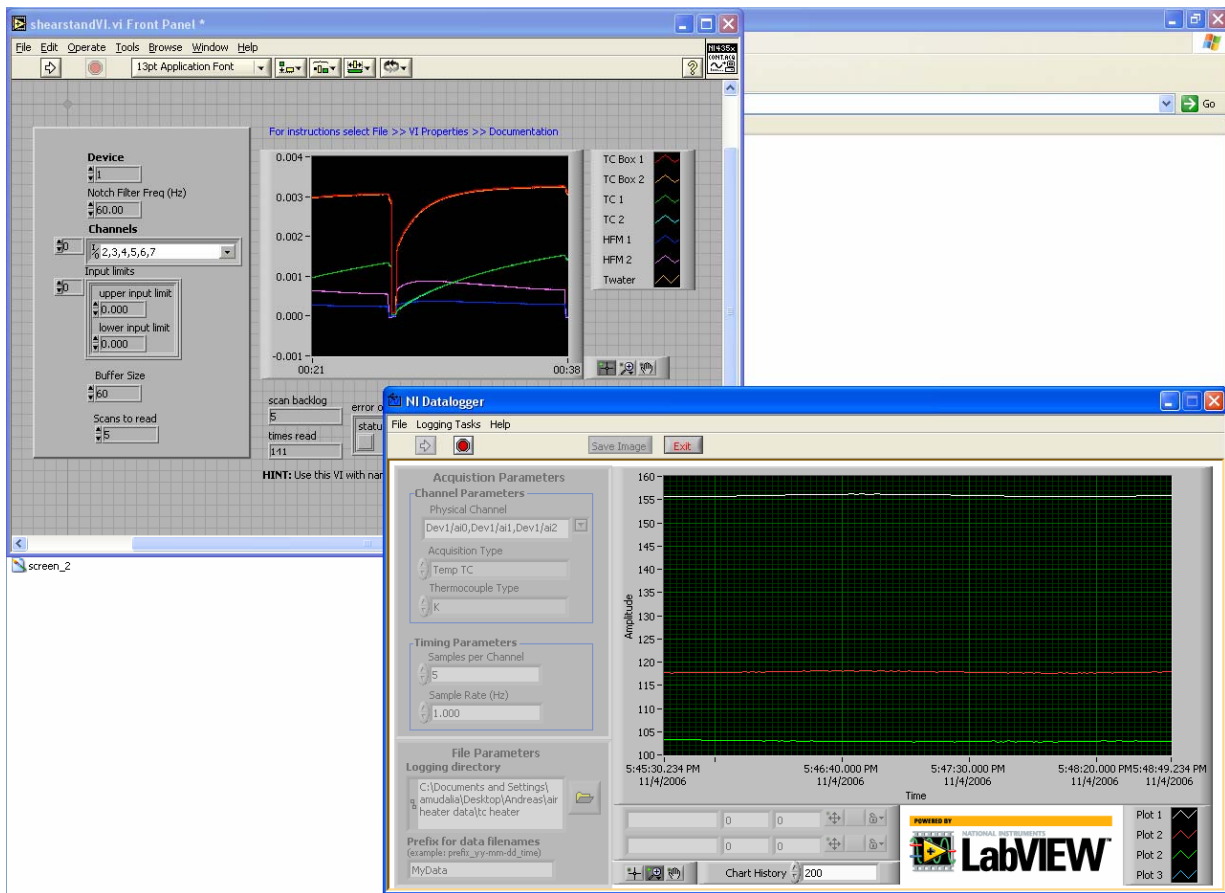 shearstandVI.vi Front Panel *
File Edit Operate Tools Browse Window Help
13pt Application Font
NI435x
CONT.ACQ
Go
For instructions select File >> VI Properties >> Documentation
Device
1
Notch Filter Freq (Hz)
60.00
Channels
0
2,3,4,5,6,7
Input limits
0
upper input limit
0.000
lower input limit
0.000
Buffer Size
60
Scans to read
5
0.004
0.003
0.002
0.001
0.000
-0.001
00:21
00:38
TC Box 1
TC Box 2
TC 1
TC 2
HFM 1
HFM 2
Twater
scan backlog
5
times read
141
error o
statu
HINT: Use this VI with nar
screen_2
NI Datalogger
File Logging Tasks Help
Save Image
Exit
Acquistion Parameters
Channel Parameters
Physical Channel
Dev1/ai0,Dev1/ai1,Dev1/ai2
Acquisition Type
Temp TC
Thermocouple Type
K
Timing Parameters
Samples per Channel
5
Sample Rate (Hz)
1.000
File Parameters
Logging directory
C:\Documents and Settings\
amudalia\Desktop\Andreas\air
heater data\tc heater
Prefix for data filenames
(example: prefix_yy-mm-dd_time)
MyData
Amplitude
160
155
150
145
140
135
130
125
120
115
110
105
100
5:45:30.234 PM
11/4/2006
5:46:40.000 PM
11/4/2006
5:47:30.000 PM
11/4/2006
5:48:20.000 PM
11/4/2006
5:48:49.234 PM
11/4/2006
Time
0
0
0
0
Chart History
200
POWERED BY
NATIONAL INSTRUMENTS
LabVIEW
Plot 1
Plot 2
Plot 2
Plot 3